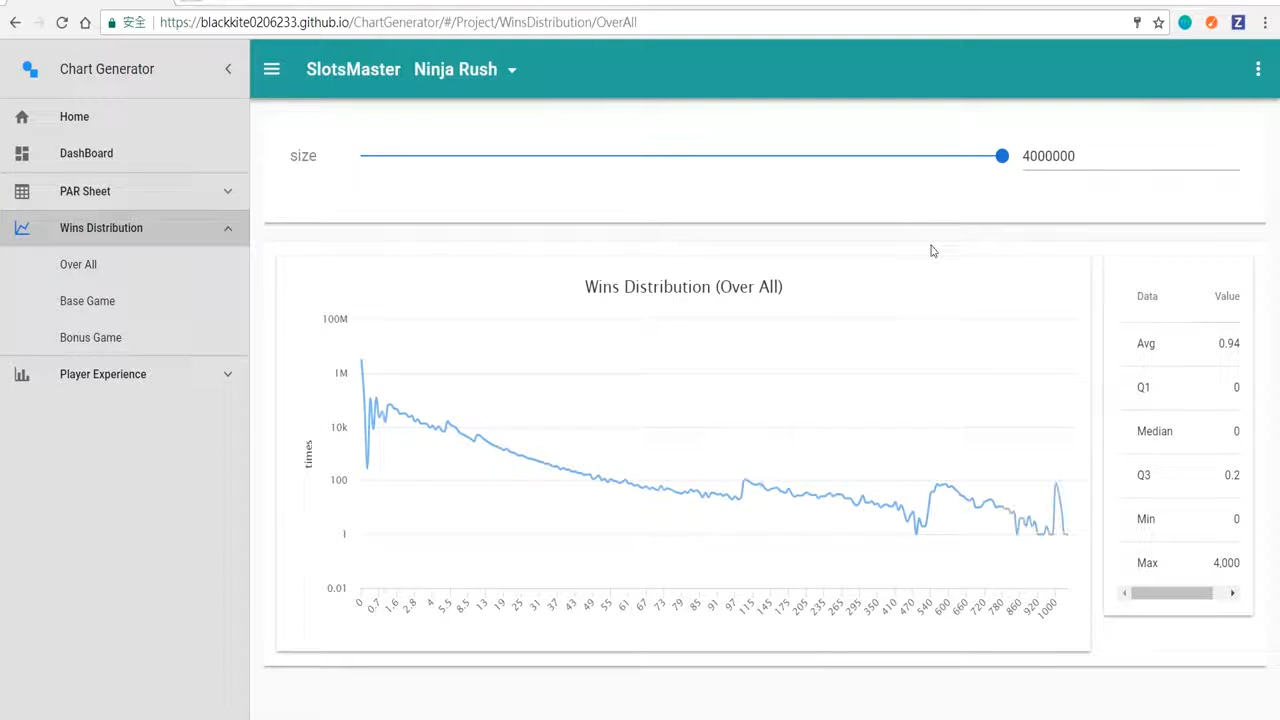 安全 https://blackkite0206233.github.io/ChartGenerator/#/Project/WinsDistribution/OverAll
Chart Generator
SlotsMaster Ninja Rush
Home
DashBoard
PAR Sheet
Wins Distribution
Over All
Base Game
Bonus Game
Player Experience
size
4000000
Wins Distribution (Over All)
times
100M
1M
10k
100
1
0.01
0 0.7 1.6 2.8 4 5.5 8.5 13 19 25 31 37 43 49 55 61 67 73 79 85 91 97 115 145 175 205 235 265 295 350 410 470 540 600 660 720 780 860 920 1000
Data Value
Avg 0.94
Q1 0
Median 0
Q3 0.2
Min 0
Max 4,000